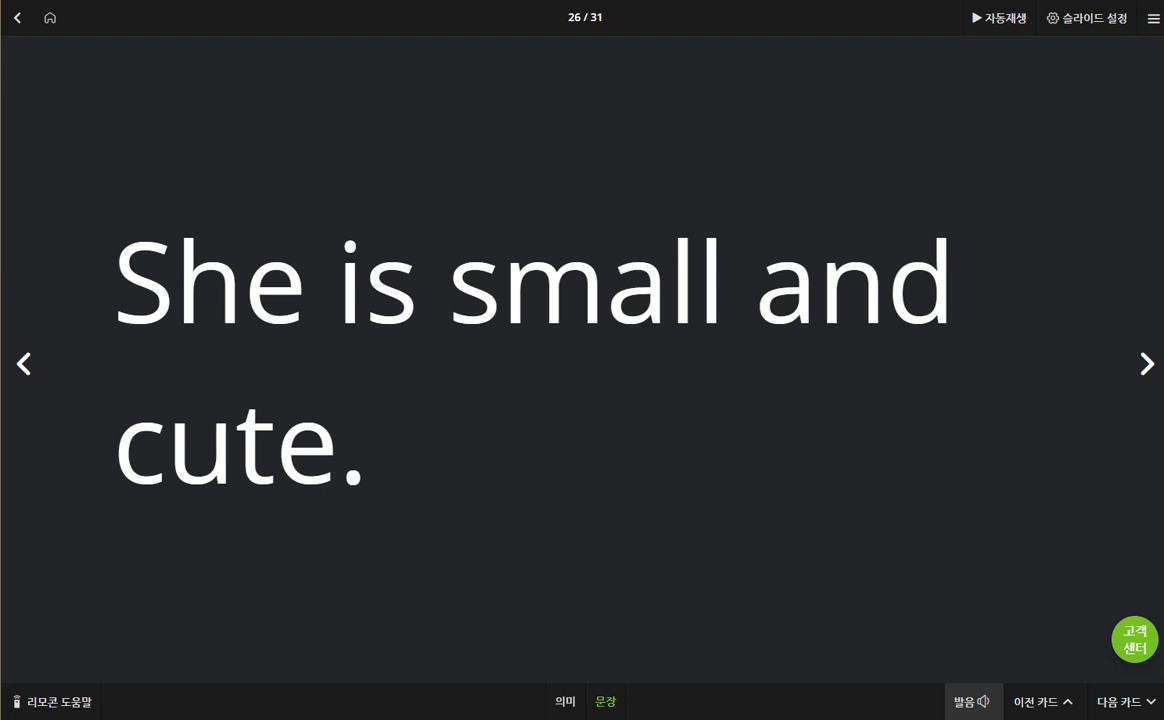 26 / 31
자동재생
슬라이드 설정
She is small and
cute.
고객
센터
리모콘 도움말
의미
문장
발음
이전 카드
다음 카드